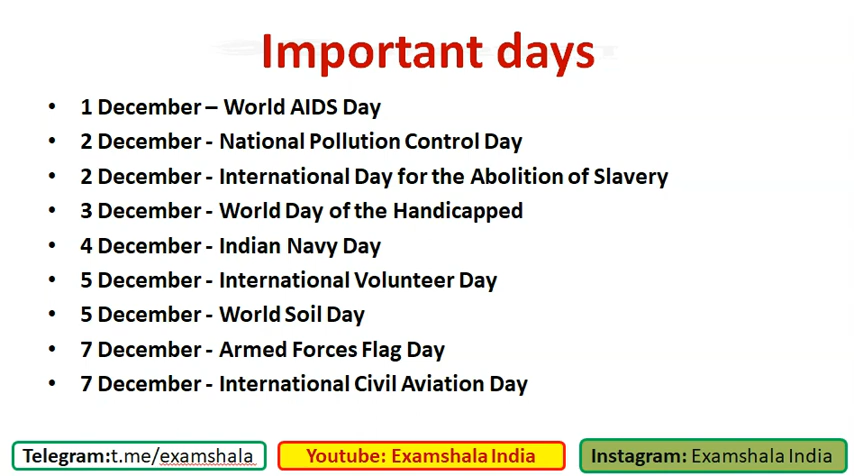 Important days
• 1 December – World AIDS Day
• 2 December - National Pollution Control Day
• 2 December - International Day for the Abolition of Slavery
• 3 December - World Day of the Handicapped
• 4 December - Indian Navy Day
• 5 December - International Volunteer Day
• 5 December - World Soil Day
• 7 December - Armed Forces Flag Day
• 7 December - International Civil Aviation Day
Telegram:t.me/examshala
Youtube: Examshala India
Instagram: Examshala India